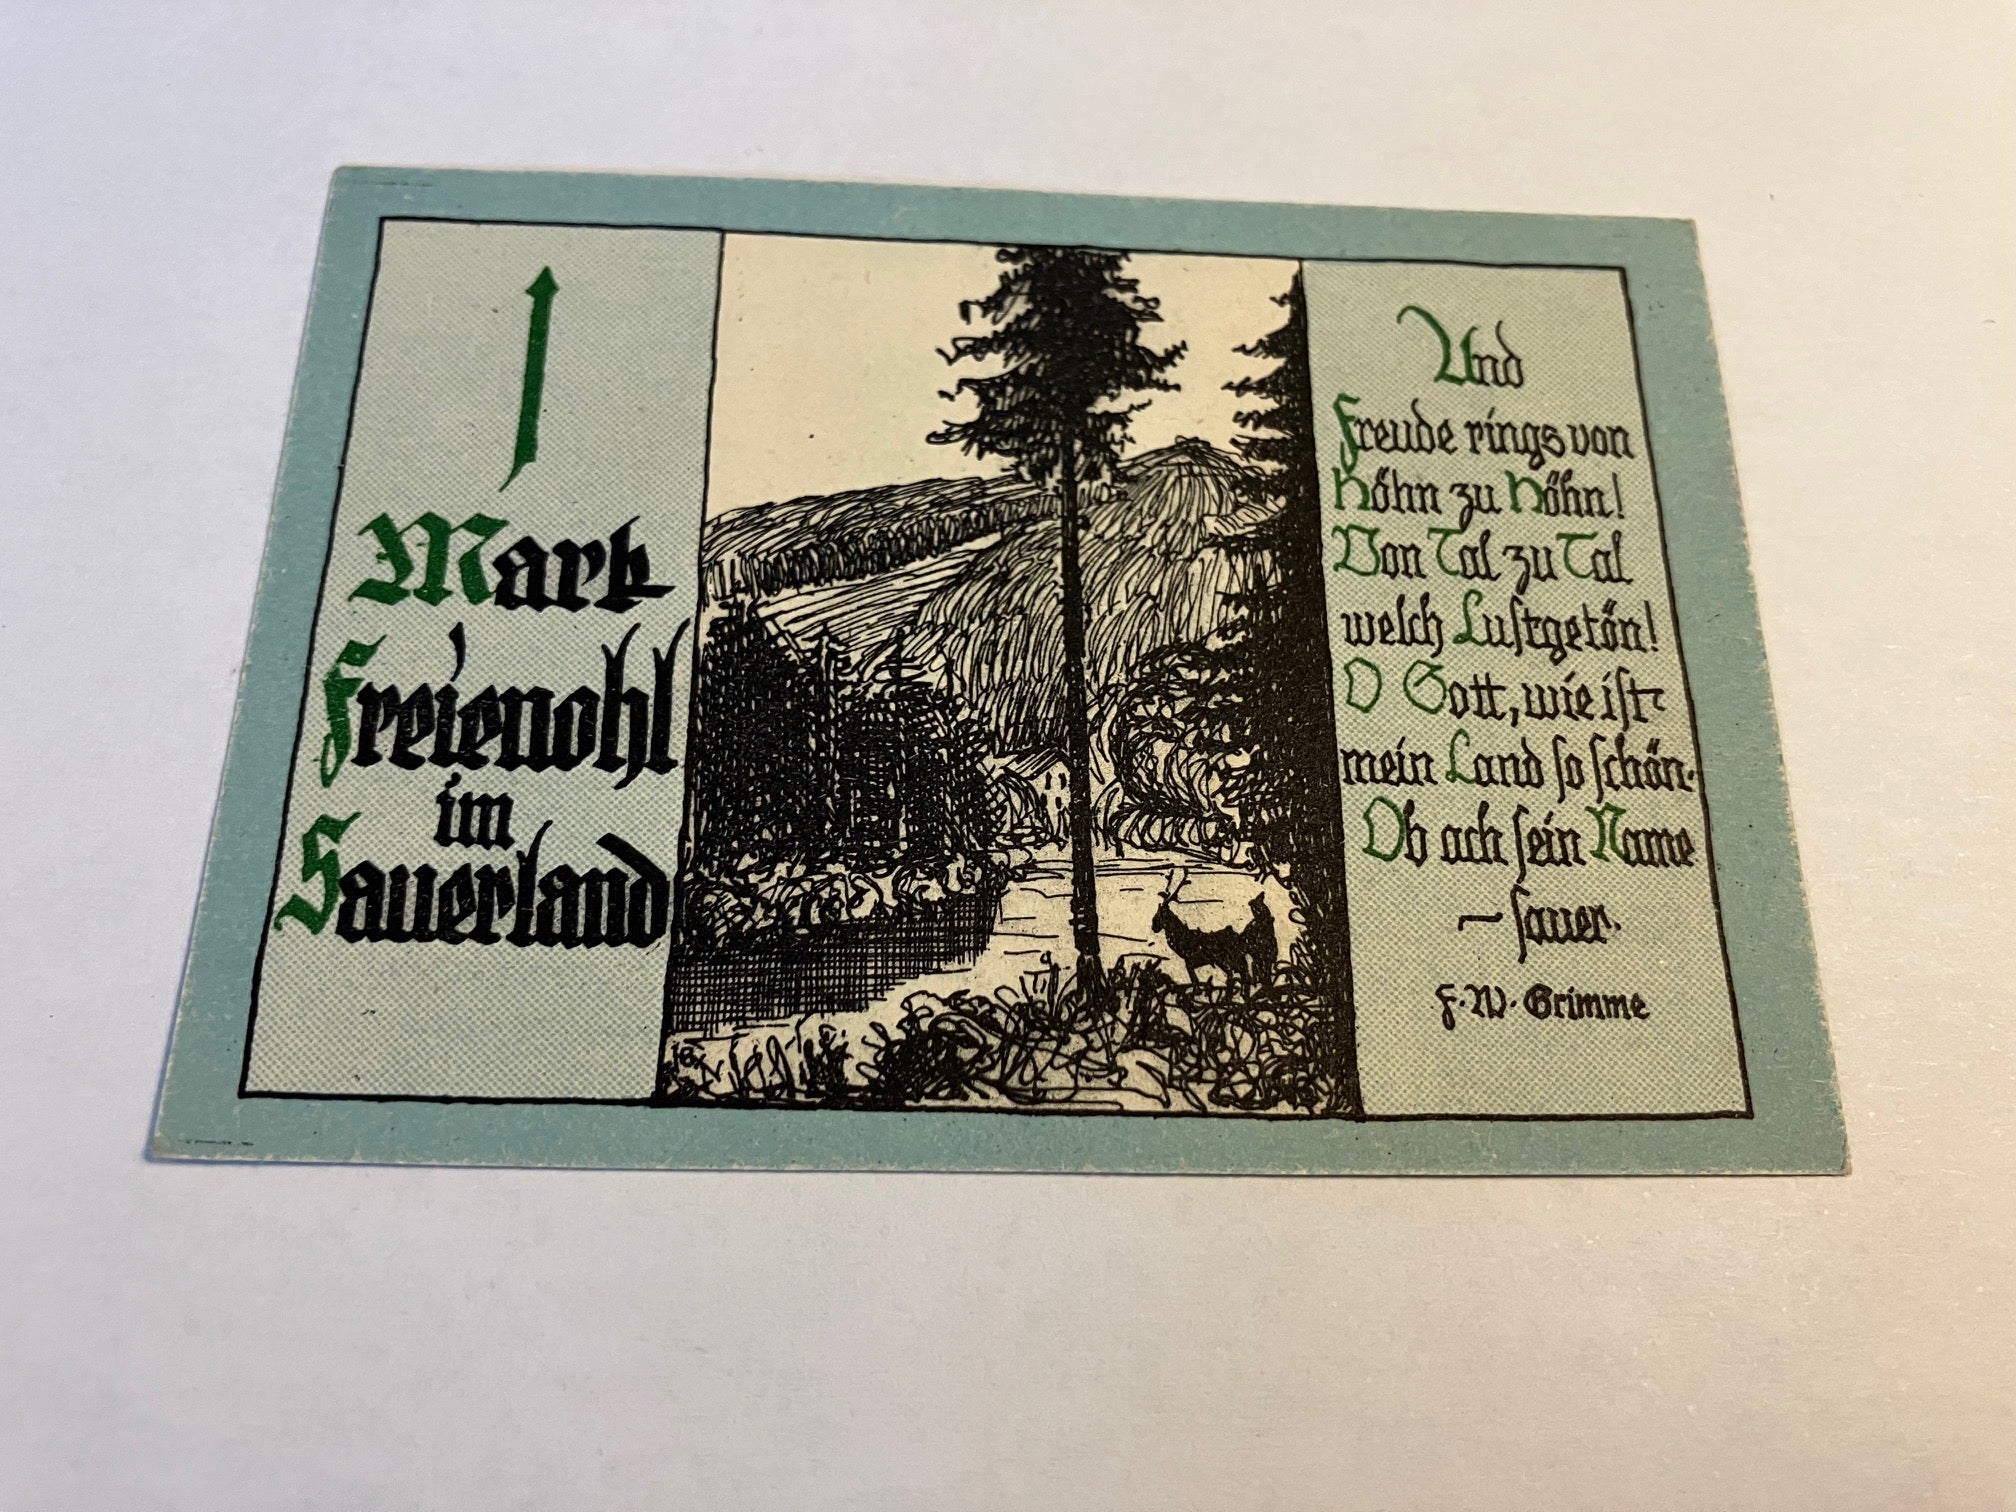 1
Mark
Freienohl
im
Sauerland
Und
Freude rings von
Höhn zu Höhn!
Von Tal zu Tal
welch Lustgetön!
O Gott, wie ist
mein Land so schön.
Ob ach sein Name
– sauer.
F. W. Grimme